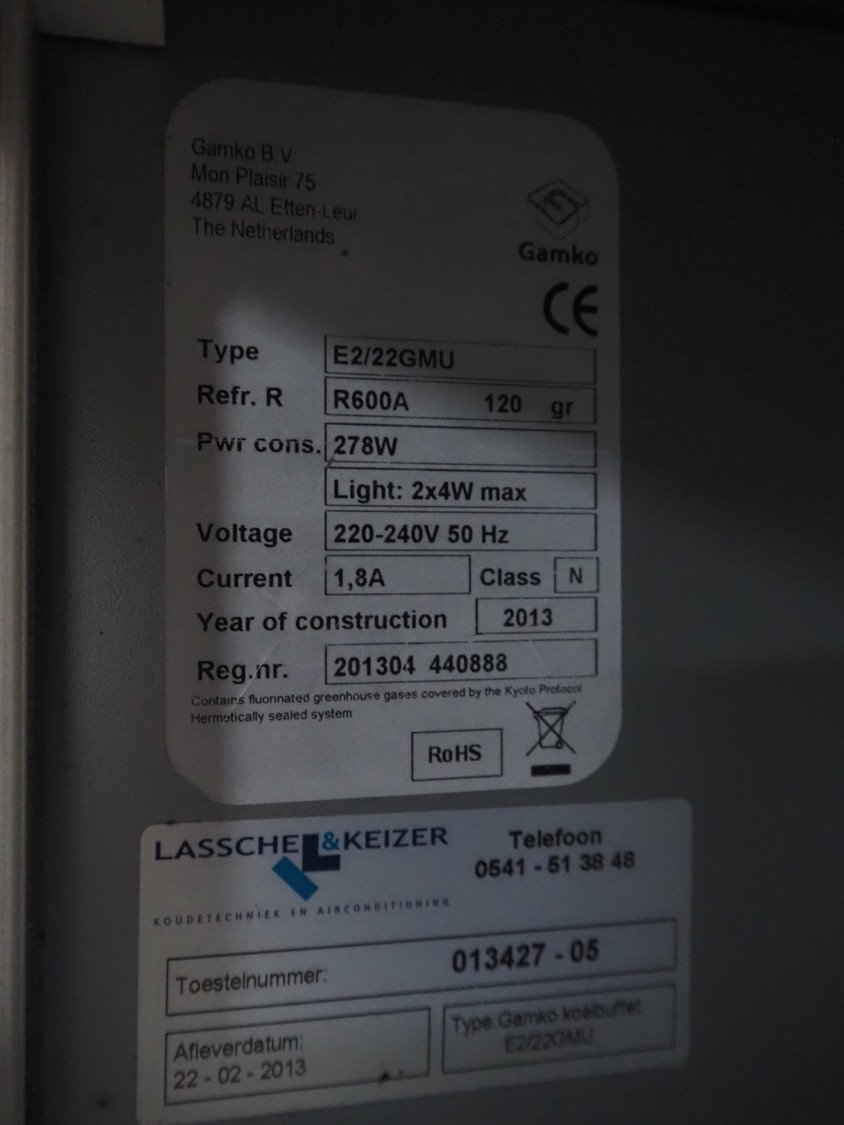 Gamko B.V
Mon Plaisir 75
4879 AL Etten-Leur
The Netherlands
Gamko
CE
Type E2/22GMU
Refr. R R600A 120 gr
Pwr cons. 278W
Light: 2x4W max
Voltage 220-240V 50 Hz
Current 1,8A Class N
Year of construction 2013
Reg.nr. 201304 440888
Contains fluorinated greenhouse gases covered by the Kyoto Protocol
Hermetically sealed system
RoHS
LASSCHE & KEIZER
KOUDETECHNIEK EN AIRCONDITIONING
Telefoon
0541 - 51 38 48
Toestelnummer: 013427 - 05
Afleverdatum:
22 - 02 - 2013
Type Gamko koelbuffet
E2/22GMU